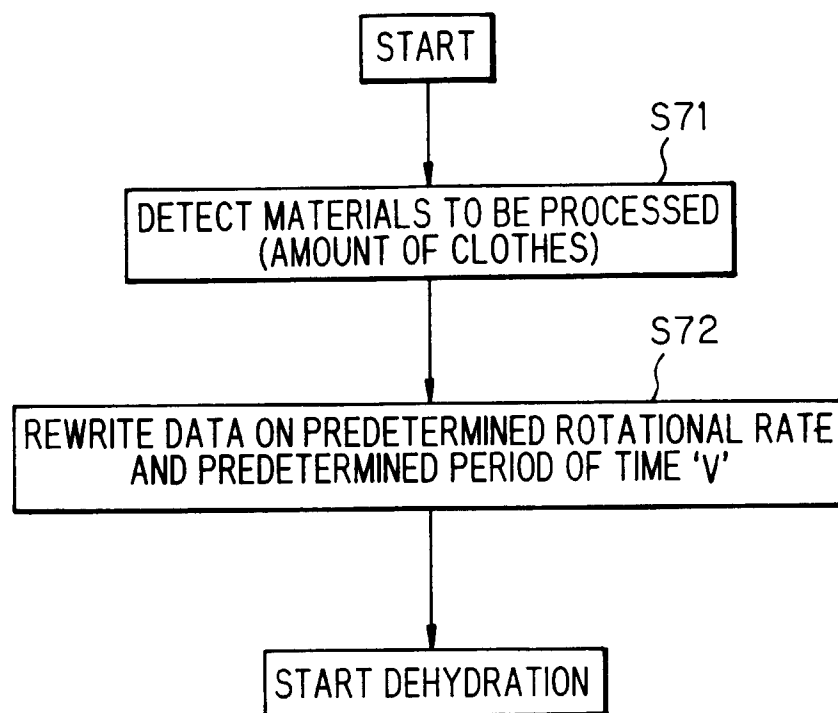 START
S71
DETECT MATERIALS TO BE PROCESSED
(AMOUNT OF CLOTHES)
S72
REWRITE DATA ON PREDETERMINED ROTATIONAL RATE
AND PREDETERMINED PERIOD OF TIME ‘V’
START DEHYDRATION